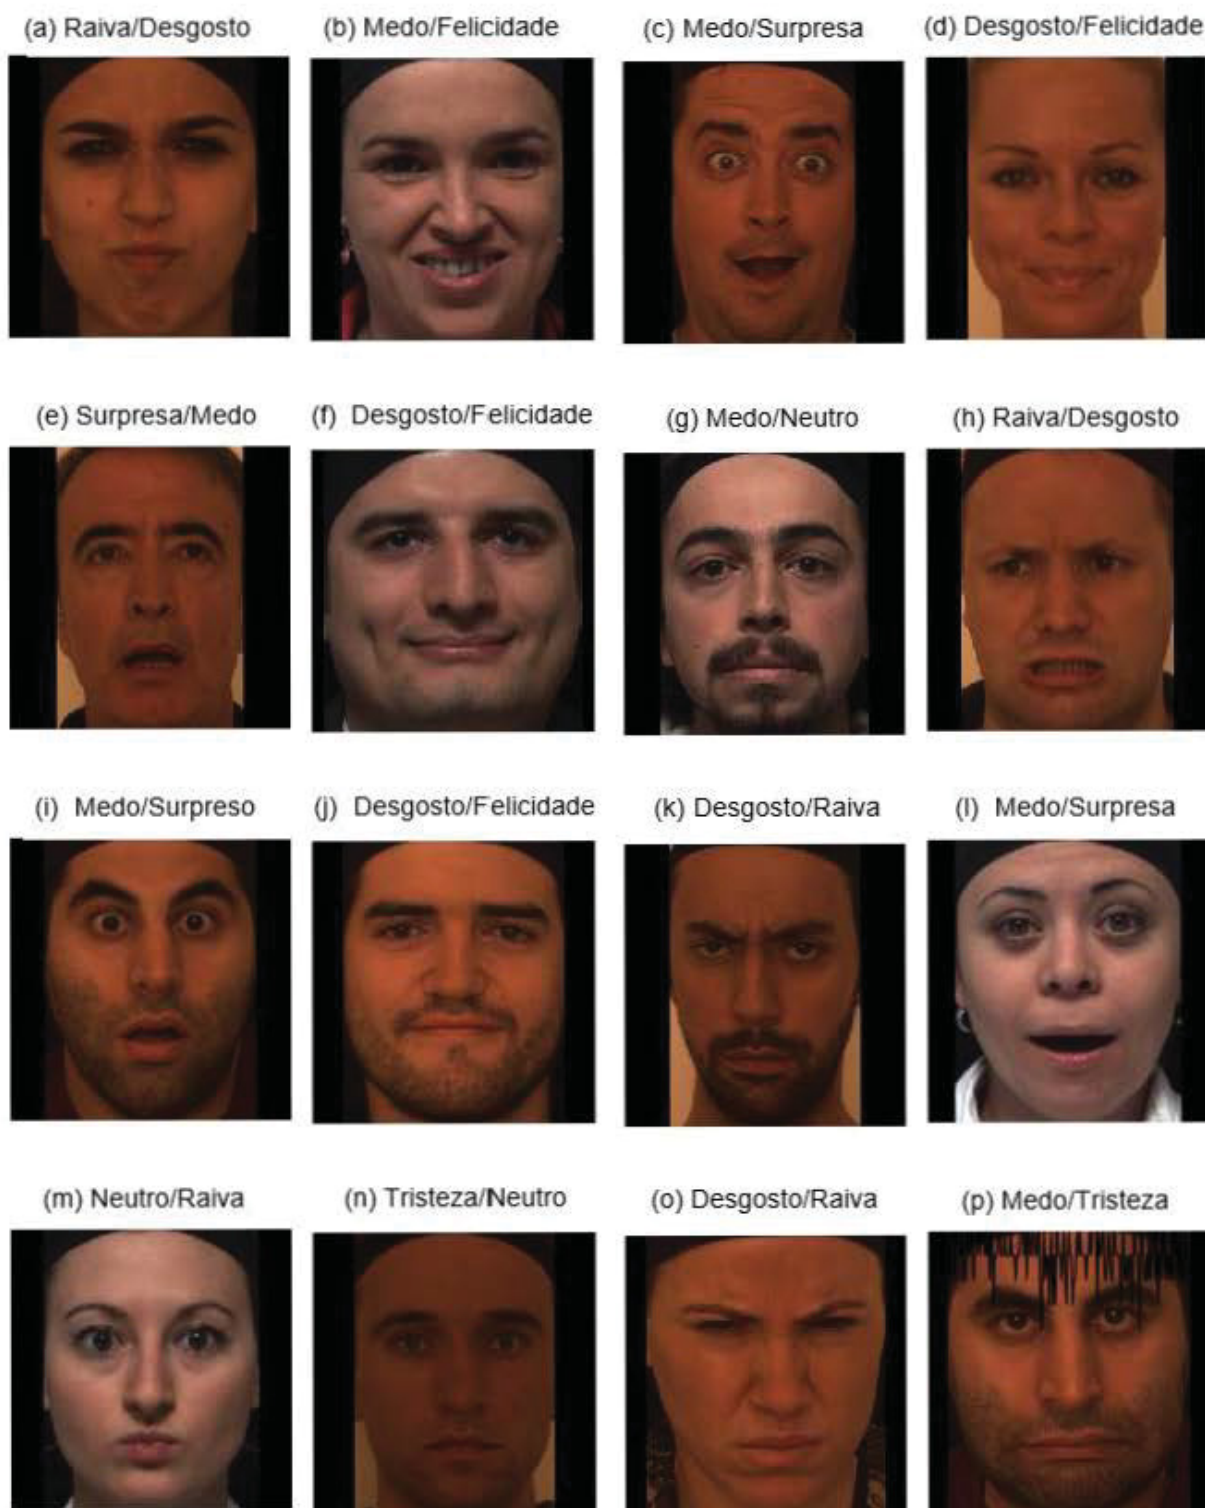 (a) Raiva/Desgosto
(b) Medo/Felicidade
(c) Medo/Surpresa
(d) Desgosto/Felicidade
(e) Surpresa/Medo
(f) Desgosto/Felicidade
(g) Medo/Neutro
(h) Raiva/Desgosto
(i) Medo/Surpreso
(j) Desgosto/Felicidade
(k) Desgosto/Raiva
(l) Medo/Surpresa
(m) Neutro/Raiva
(n) Tristeza/Neutro
(o) Desgosto/Raiva
(p) Medo/Tristeza